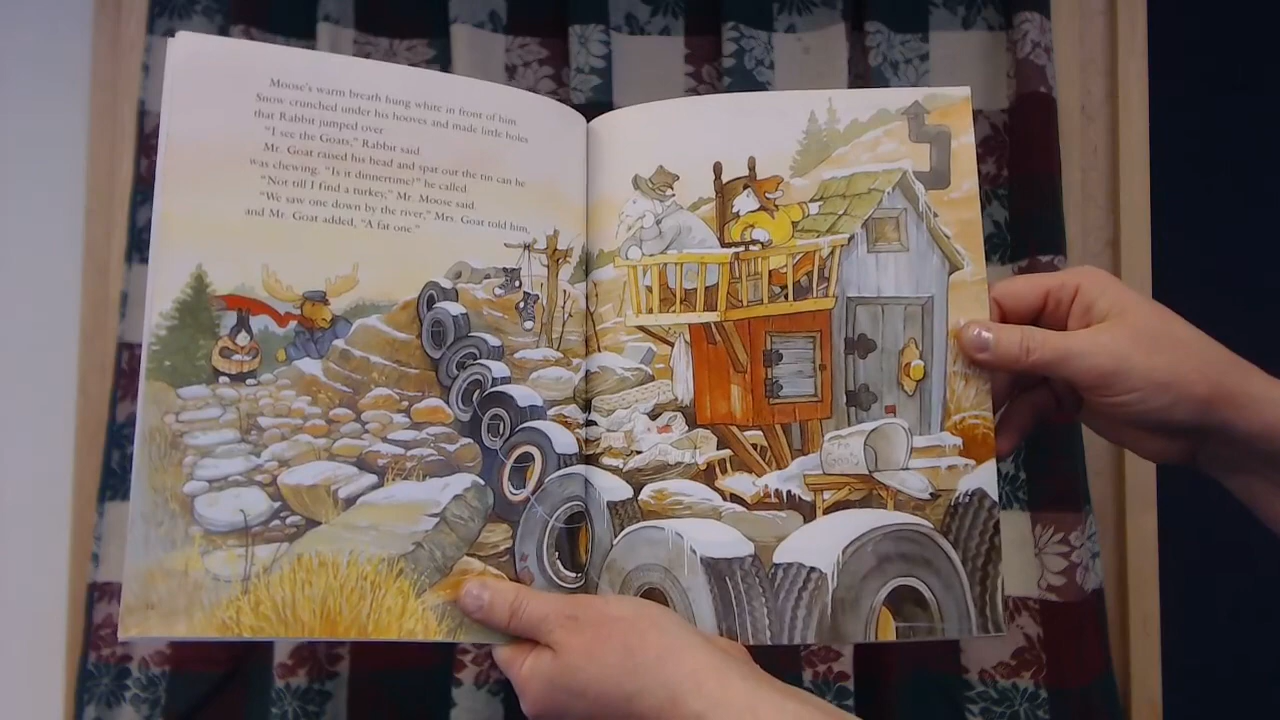 Moose's warm breath hung white in front of him.
Snow crunched under his hooves and made little holes
that Rabbit jumped over.
"I see the Goats," Rabbit said.
Mr. Goat raised his head and spat out the tin can he
was chewing. "Is it dinnertime?" he called.
"Not till I find a turkey," Mr. Moose said.
"We saw one down by the river," Mrs. Goat told him,
and Mr. Goat added, "A fat one."
The
Goats